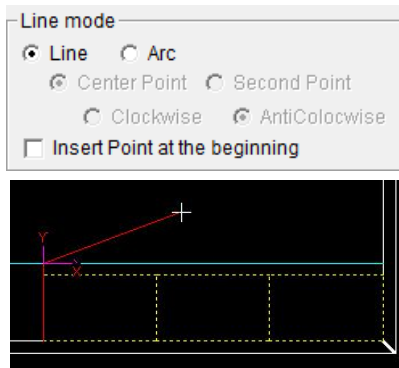 Line mode
Line Arc
Center Point Second Point
Clockwise AntiColocwise
Insert Point at the beginning
Y
X